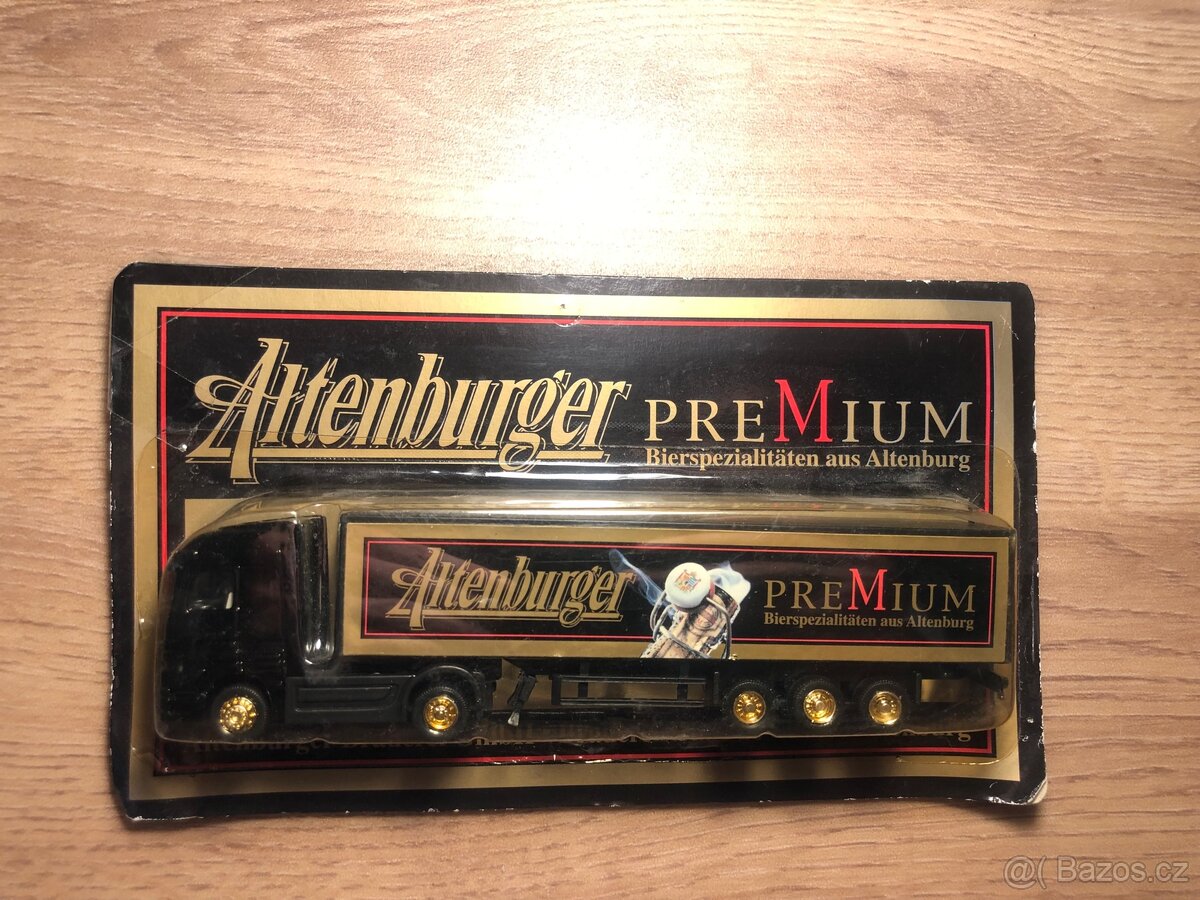 Altenburger PREMIUM
Bierspezialitäten aus Altenburg
Altenburger PREMIUM
Bierspezialitäten aus Altenburg
@( Bazos.cz